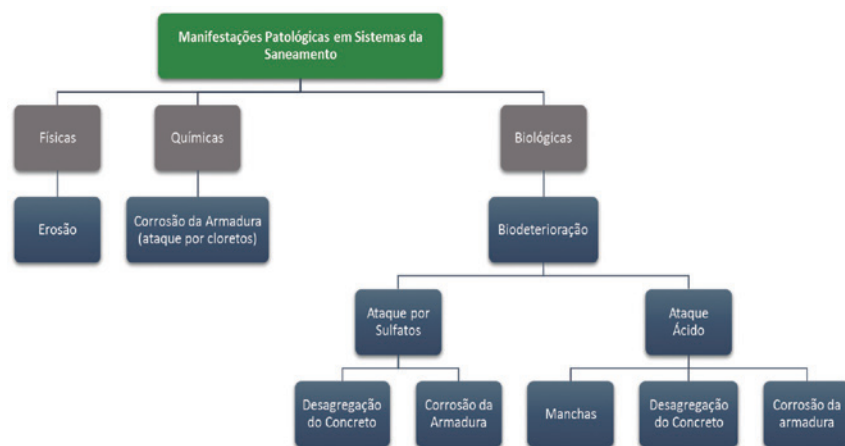 Manifestações Patológicas em Sistemas da
Saneamento
Físicas
Químicas
Biológicas
Erosão
Corrosão da Armadura
(ataque por cloretos)
Biodeterioração
Ataque por
Sulfatos
Ataque
Ácido
Desagregação
do Concreto
Corrosão da
Armadura
Manchas
Desagregação
do Concreto
Corrosão da
armadura